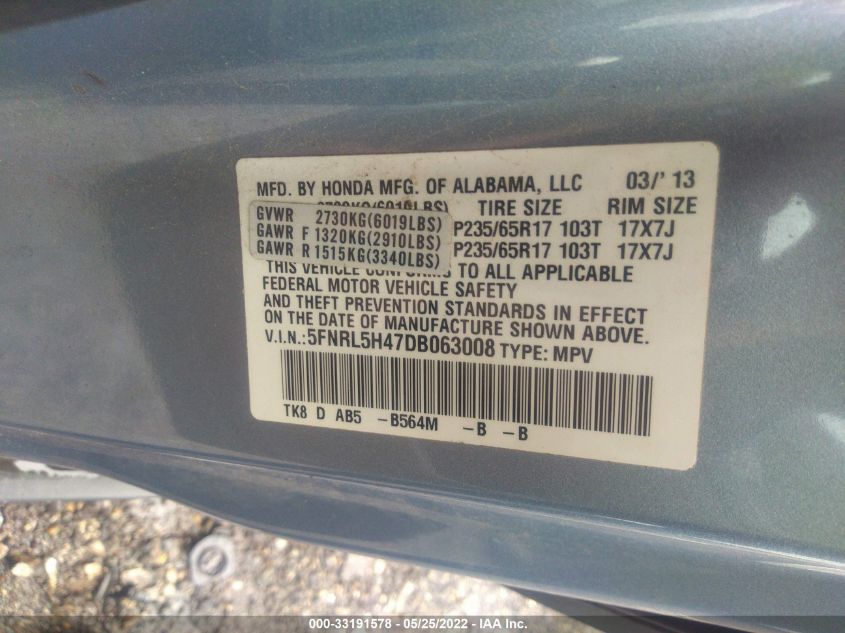 MFD. BY HONDA MFG. OF ALABAMA, LLC 03/'13
2730KG(6019LBS) TIRE SIZE RIM SIZE
GVWR 2730KG(6019LBS)
GAWR F 1320KG(2910LBS) P235/65R17 103T 17X7J
GAWR R 1515KG(3340LBS) P235/65R17 103T 17X7J
THIS VEHICLE CONFORMS TO ALL APPLICABLE
FEDERAL MOTOR VEHICLE SAFETY
AND THEFT PREVENTION STANDARDS IN EFFECT
ON THE DATE OF MANUFACTURE SHOWN ABOVE.
V.I.N.: 5FNRL5H47DB063008 TYPE: MPV
TK8 D AB5 -B564M -B -B
000-33191578 - 05/25/2022 - IAA Inc.